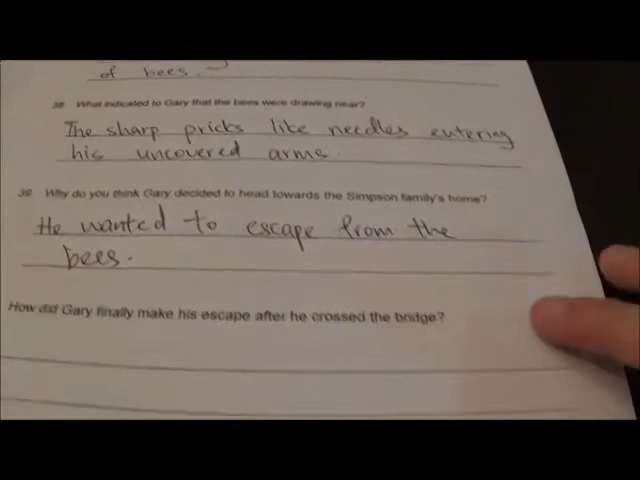 of bees.
38. What indicated to Gary that the bees were drawing near?
The sharp pricks like needles entering
his uncovered arms.
39. Why do you think Gary decided to head towards the Simpson family's home?
He wanted to escape from the
bees.
How did Gary finally make his escape after he crossed the bridge?